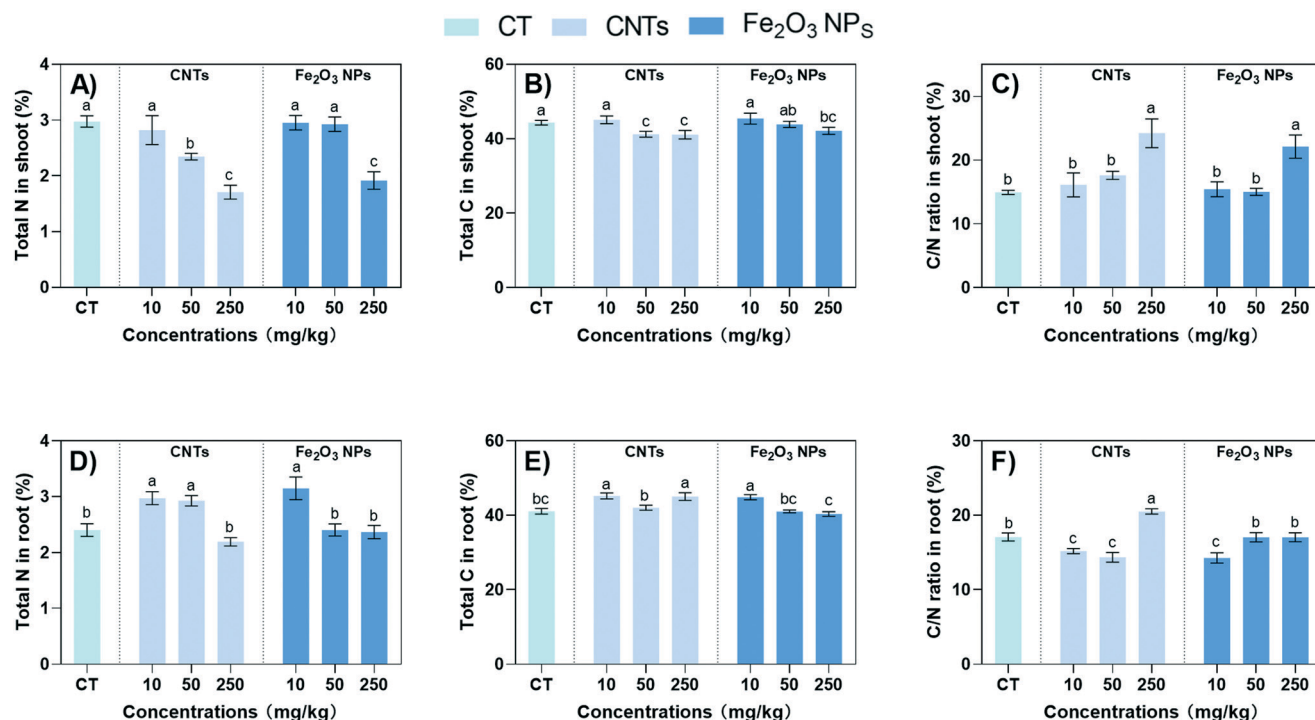 CT CNTs Fe₂O₃ NPs
A)
CNTs
Fe₂O₃ NPs
Total N in shoot (%)
4
3
2
1
0
a
a
b
c
a
a
c
CT 10 50 250 10 50 250
Concentrations（mg/kg）
B)
CNTs
Fe₂O₃ NPs
Total C in shoot (%)
60
40
20
0
a
a
c
c
a
ab
bc
CT 10 50 250 10 50 250
Concentrations（mg/kg）
C)
CNTs
Fe₂O₃ NPs
C/N ratio in shoot (%)
30
20
10
0
b
b
b
a
b
b
a
CT 10 50 250 10 50 250
Concentrations（mg/kg）
D)
CNTs
Fe₂O₃ NPs
Total N in root (%)
4
3
2
1
0
b
a
a
b
a
b
b
CT 10 50 250 10 50 250
Concentrations（mg/kg）
E)
CNTs
Fe₂O₃ NPs
Total C in root (%)
60
40
20
0
bc
a
b
a
a
bc
c
CT 10 50 250 10 50 250
Concentrations（mg/kg）
F)
CNTs
Fe₂O₃ NPs
C/N ratio in root (%)
30
20
10
0
b
c
c
a
c
b
b
CT 10 50 250 10 50 250
Concentrations（mg/kg）